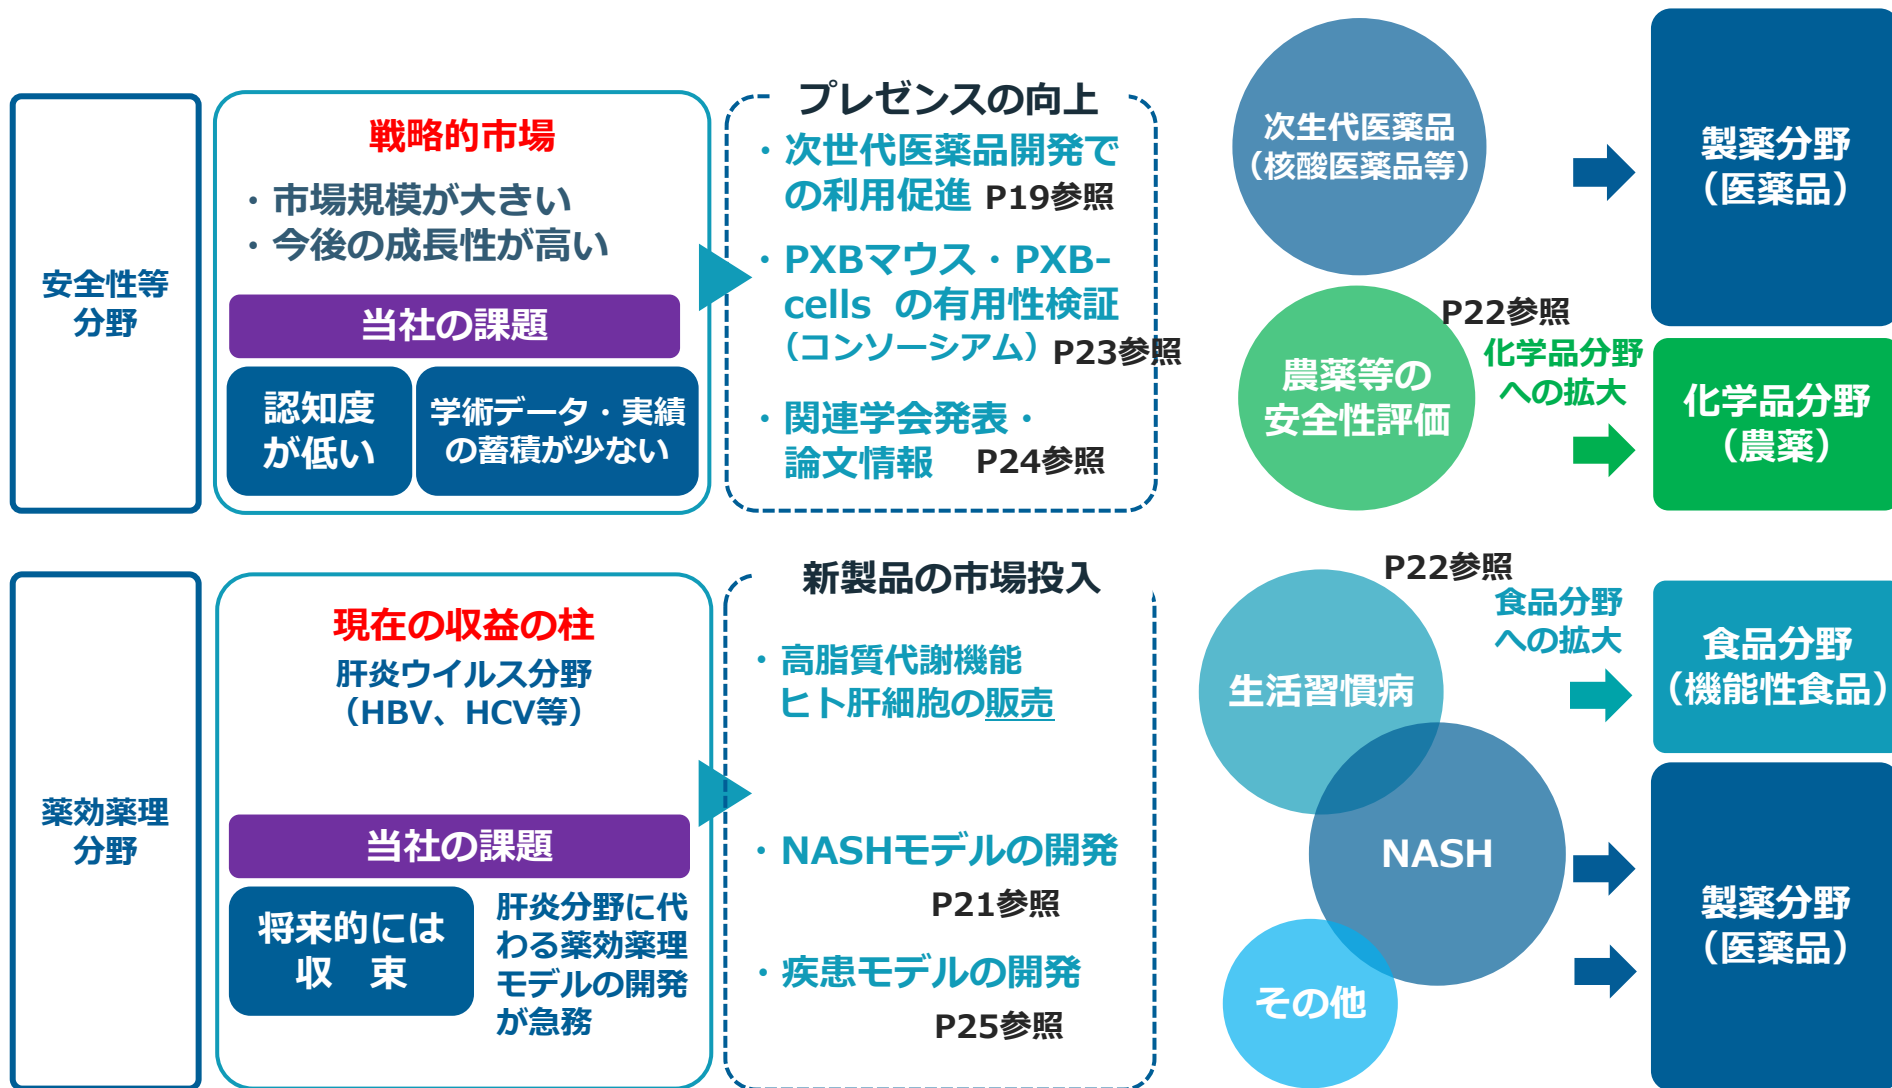 安全性等
分野
戦略的市場
・市場規模が大きい
・今後の成長性が高い
当社の課題
認知度
が低い
学術データ・実績
の蓄積が少ない
プレゼンスの向上
・次世代医薬品開発で
の利用促進 P19参照
・PXBマウス・PXB-
cells の有用性検証
（コンソーシアム） P23参照
・関連学会発表・
論文情報 P24参照
次生代医薬品
（核酸医薬品等）
製薬分野
（医薬品）
農薬等の
安全性評価
P22参照
化学品分野
への拡大
化学品分野
（農薬）
薬効薬理
分野
現在の収益の柱
肝炎ウイルス分野
（HBV、HCV等）
当社の課題
将来的には
収　束
肝炎分野に代
わる薬効薬理
モデルの開発
が急務
新製品の市場投入
・高脂質代謝機能
ヒト肝細胞の販売
・NASHモデルの開発
P21参照
・疾患モデルの開発
P25参照
生活習慣病
NASH
その他
P22参照
食品分野
への拡大
食品分野
（機能性食品）
製薬分野
（医薬品）